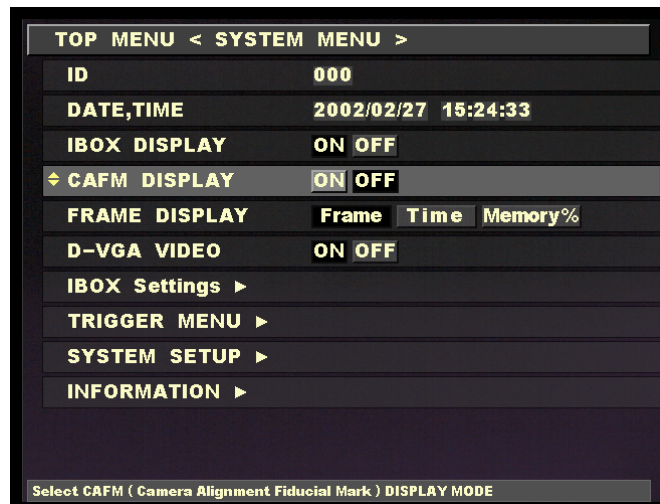 TOP MENU < SYSTEM MENU >
ID 000
DATE,TIME 2002/02/27 15:24:33
IBOX DISPLAY ON OFF
CAFM DISPLAY ON OFF
FRAME DISPLAY Frame Time Memory%
D-VGA VIDEO ON OFF
IBOX Settings ►
TRIGGER MENU ►
SYSTEM SETUP ►
INFORMATION ►
Select CAFM ( Camera Alignment Fiducial Mark ) DISPLAY MODE